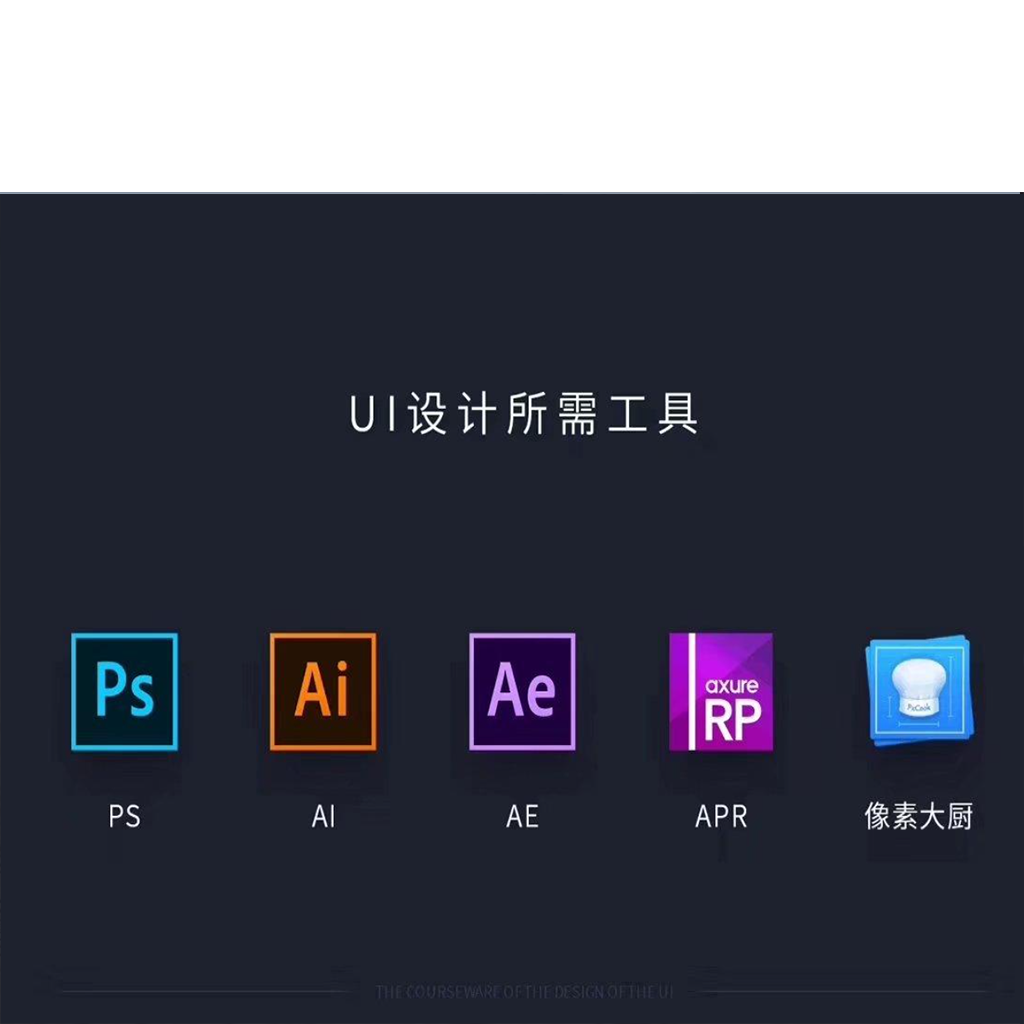 UI设计所需工具
Ps
Ai
Ae
axure
RP
PxCook
PS
AI
AE
APR
像素大厨
THE COURSEWARE OF THE DESIGN OF THE UI